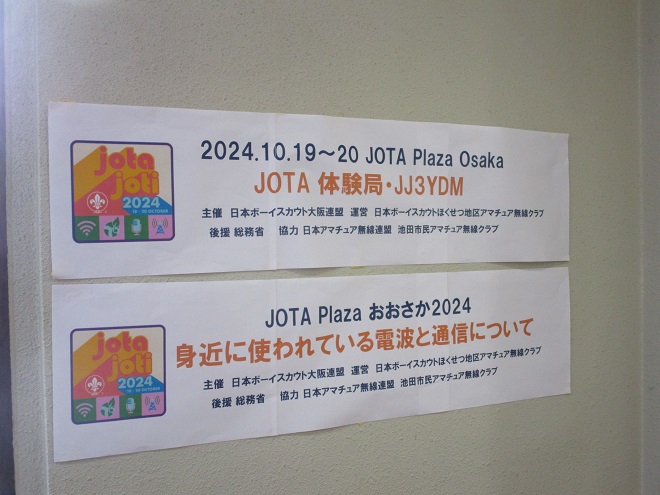 jota
joti
2024
18 - 20 OCTOBER
2024.10.19～20 JOTA Plaza Osaka
JOTA 体験局・JJ3YDM
主催 日本ボーイスカウト大阪連盟 運営 日本ボーイスカウトほくせつ地区アマチュア無線クラブ
後援 総務省 協力 日本アマチュア無線連盟 池田市民アマチュア無線クラブ
jota
joti
2024
18 - 20 OCTOBER
JOTA Plaza おおさか2024
身近に使われている電波と通信について
主催 日本ボーイスカウト大阪連盟 運営 日本ボーイスカウトほくせつ地区アマチュア無線クラブ
後援 総務省 協力 日本アマチュア無線連盟 池田市民アマチュア無線クラブ